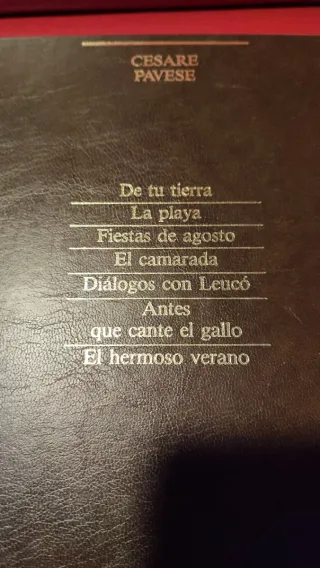 CESARE
PAVESE
De tu tierra
La playa
Fiestas de agosto
El camarada
Diálogos con Leucó
Antes
que cante el gallo
El hermoso verano